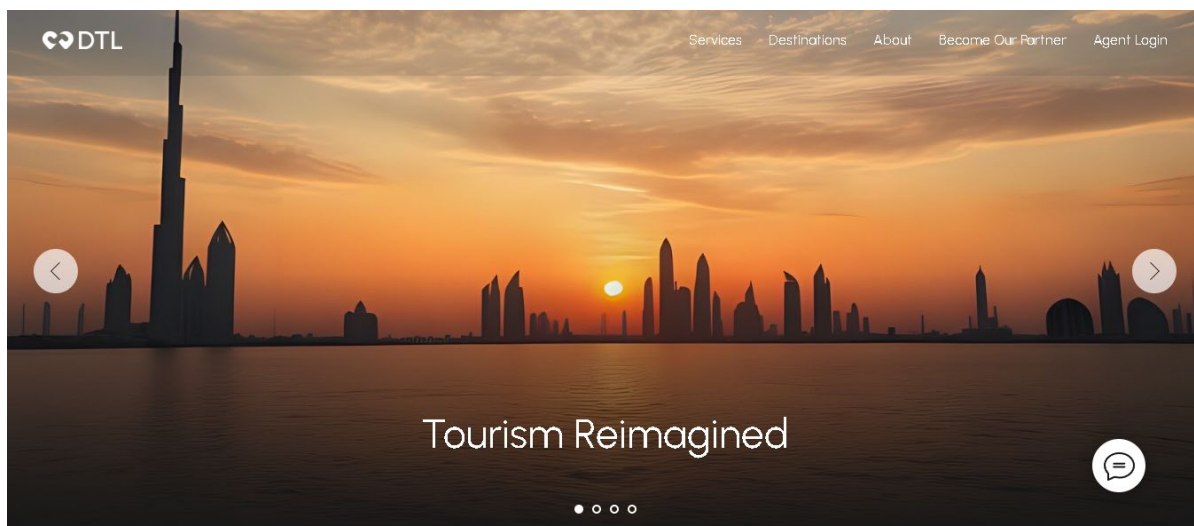 DTL
Services Destinations About Become Our Partner Agent Login
Tourism Reimagined